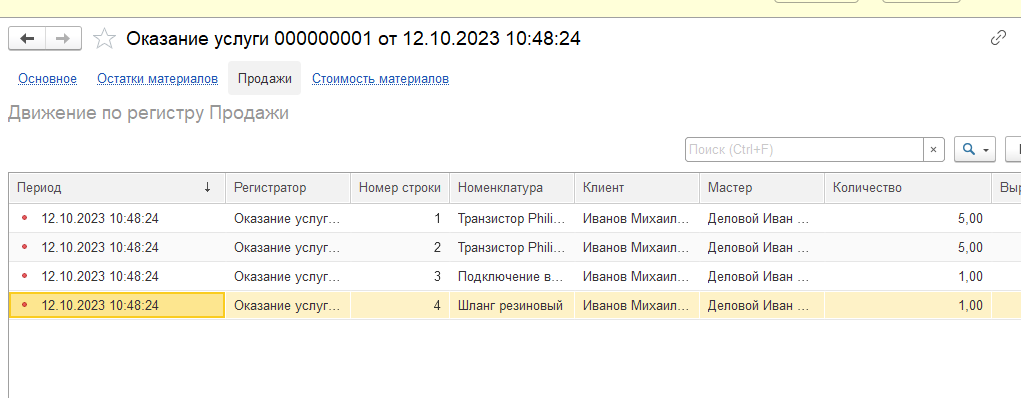 Оказание услуги 000000001 от 12.10.2023 10:48:24
Основное Остатки материалов Продажи Стоимость материалов
Движение по регистру Продажи
Поиск (Ctrl+F) ×
Период ↓ Регистратор Номер строки Номенклатура Клиент Мастер Количество Выр
12.10.2023 10:48:24 Оказание услуг... 1 Транзистор Phili... Иванов Михаил... Деловой Иван ... 5,00
12.10.2023 10:48:24 Оказание услуг... 2 Транзистор Phili... Иванов Михаил... Деловой Иван ... 5,00
12.10.2023 10:48:24 Оказание услуг... 3 Подключение в... Иванов Михаил... Деловой Иван ... 1,00
12.10.2023 10:48:24 Оказание услуг... 4 Шланг резиновый Иванов Михаил... Деловой Иван ... 1,00